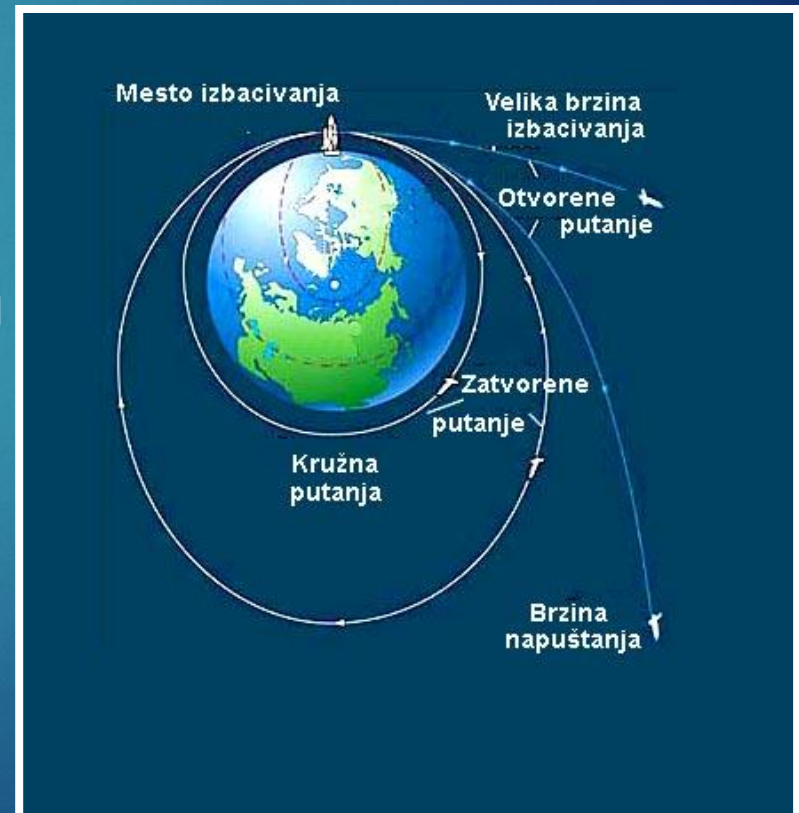 Mesto izbacivanja
Velika brzina
izbacivanja
Otvorene
putanje
Zatvorene
putanje
Kružna
putanja
Brzina
napuštanja